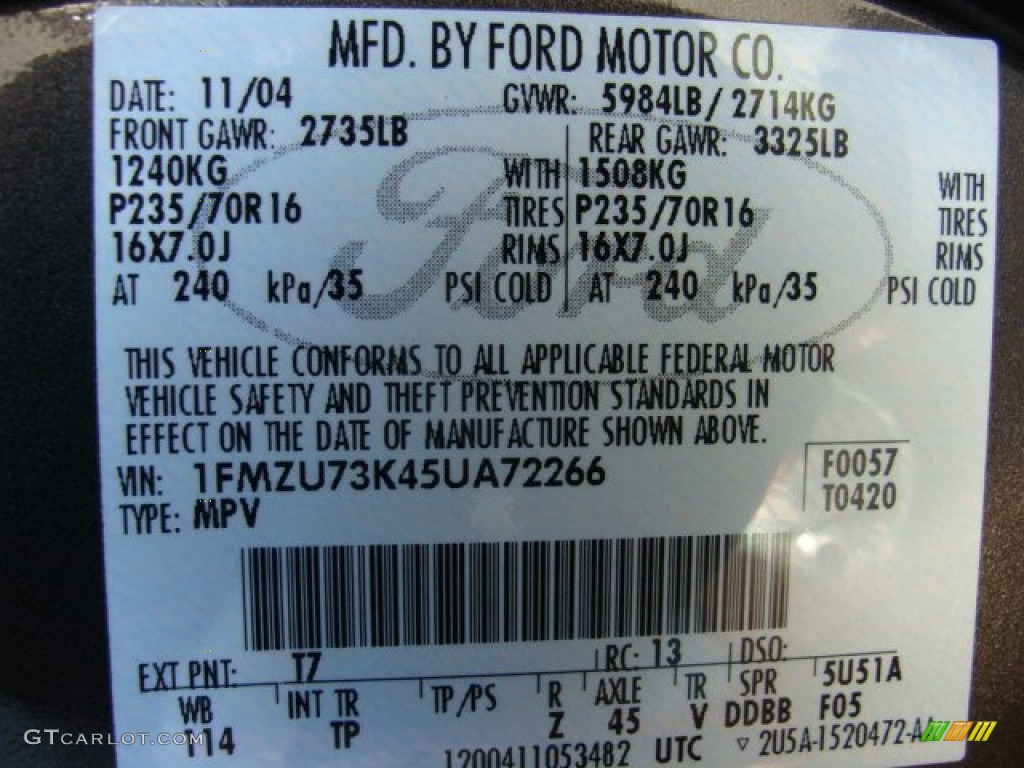 MFD. BY FORD MOTOR CO.
DATE: 11/04 GVWR: 5984LB/2714KG
FRONT GAWR: 2735LB REAR GAWR: 3325LB
1240KG WITH 1508KG WITH
P235/70R16 TIRES P235/70R16 TIRES
16X7.0J RIMS 16X7.0J RIMS
AT 240 kPa/35 PSI COLD AT 240 kPa/35 PSI COLD
Ford
THIS VEHICLE CONFORMS TO ALL APPLICABLE FEDERAL MOTOR
VEHICLE SAFETY AND THEFT PREVENTION STANDARDS IN
EFFECT ON THE DATE OF MANUFACTURE SHOWN ABOVE.
VIN: 1FMZU73K45UA72266 F0057
TYPE: MPV T0420
EXT PNT: T7 RC: 13 DSO:
WB INT TR TP/PS R AXLE TR SPR 5U51A
114 TP Z 45 V DDBB F05
1200411053482 UTC ▽ 2U5A-1520472-AA
GTCarLot.com